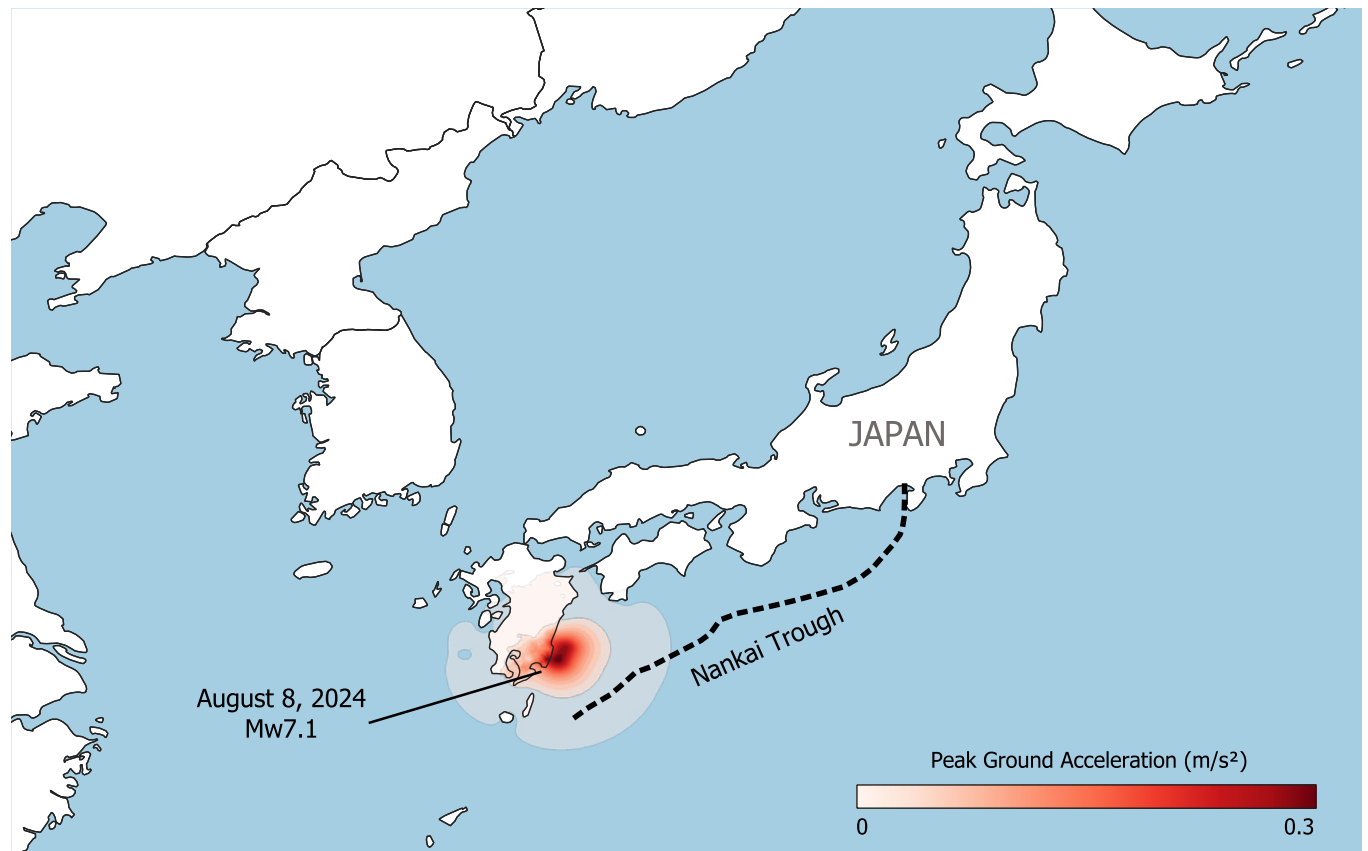 JAPAN
Nankai Trough
August 8, 2024
Mw7.1
Peak Ground Acceleration (m/s²)
0
0.3